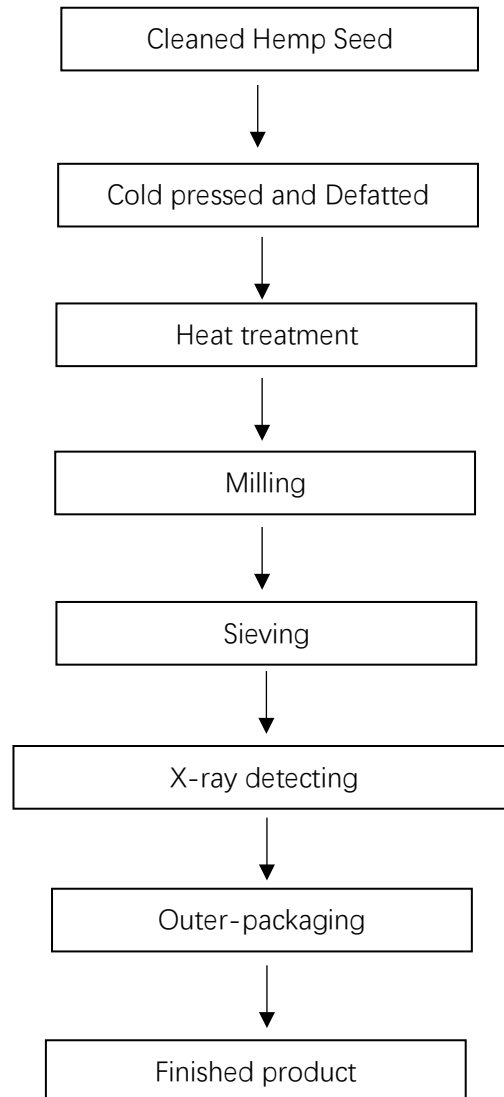 Cleaned Hemp Seed
Cold pressed and Defatted
Heat treatment
Milling
Sieving
X-ray detecting
Outer-packaging
Finished product